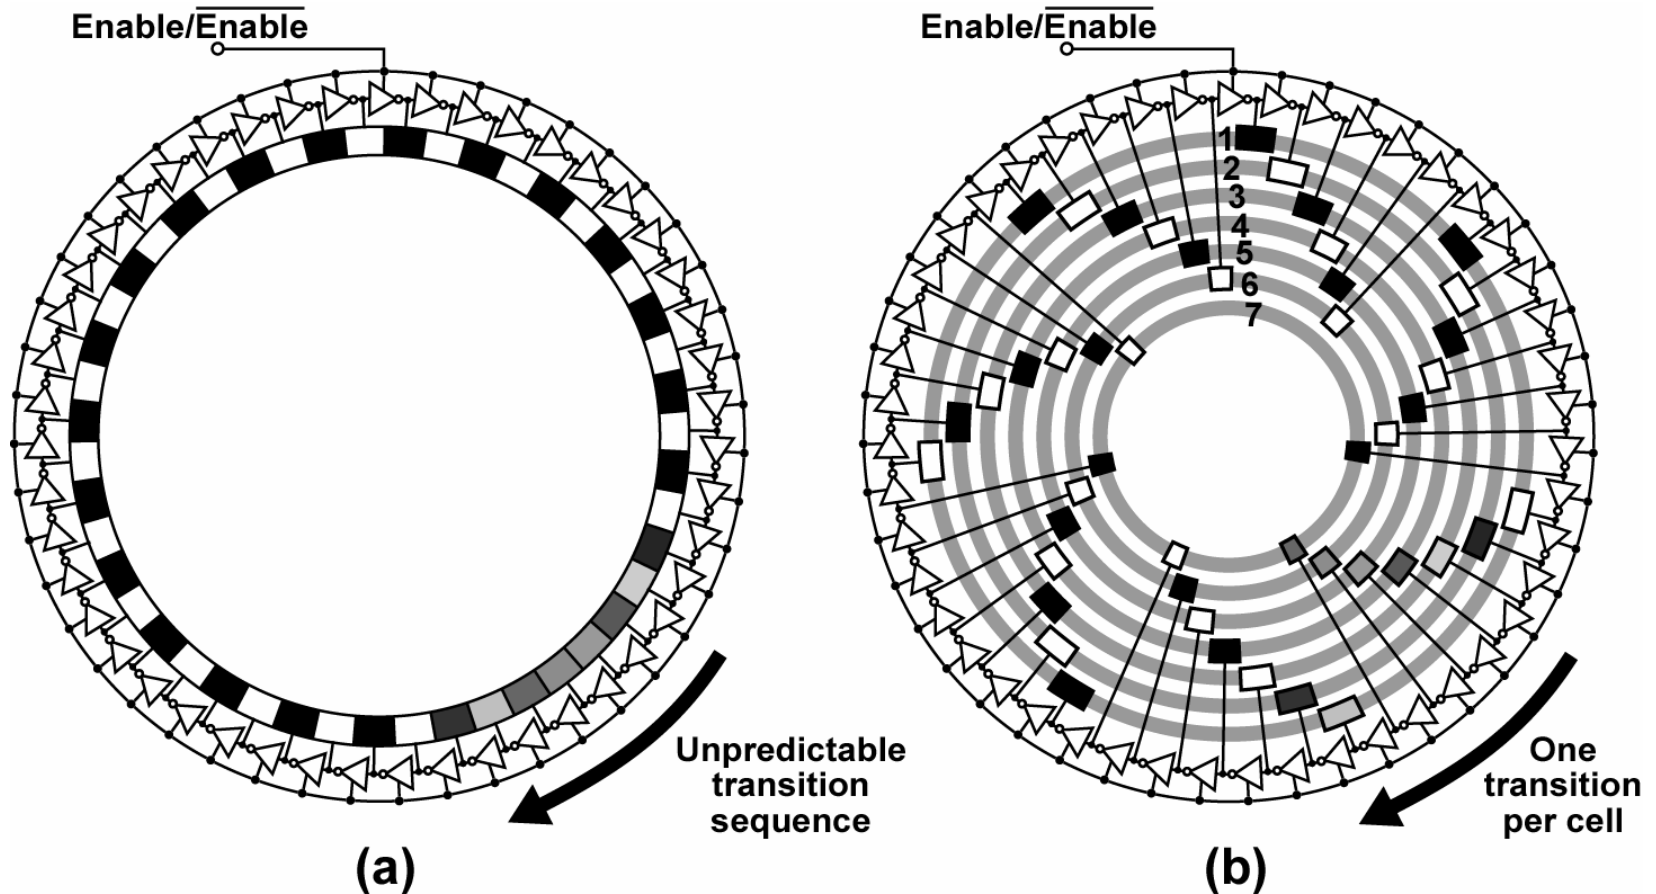 Enable/Enable
Enable/Enable
1
2
3
4
5
6
7
Unpredictable
transition
sequence
One
transition
per cell
(a)
(b)